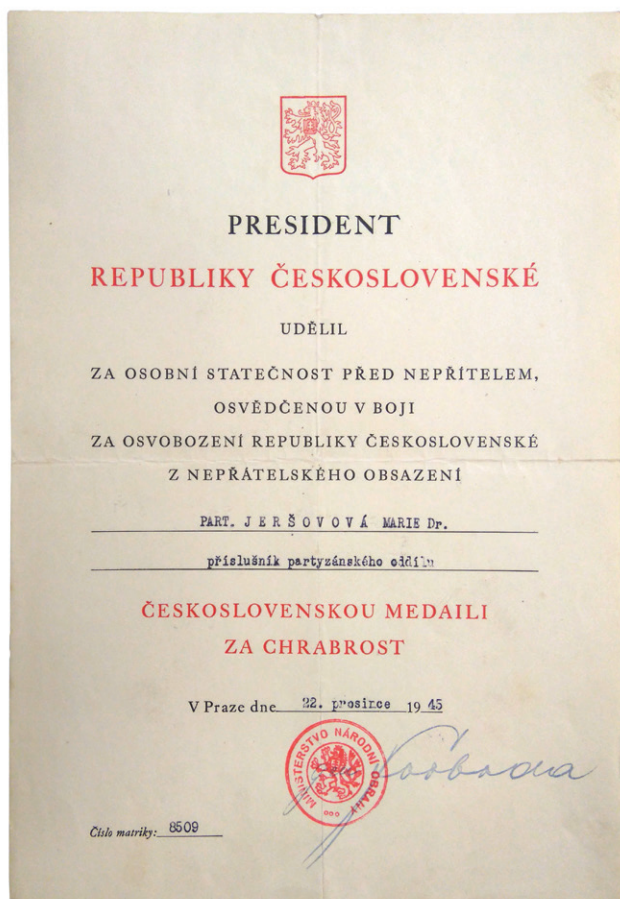 PRESIDENT
REPUBLIKY ČESKOSLOVENSKÉ
UDĚLIL
ZA OSOBNÍ STATEČNOST PŘED NEPŘÍTELEM,
OSVĚDČENOU V BOJI
ZA OSVOBOZENÍ REPUBLIKY ČESKOSLOVENSKÉ
Z NEPŘÁTELSKÉHO OBSAZENÍ
PART. JERŠOVOVÁ MARIE Dr.
příslušník partyzánského oddílu
ČESKOSLOVENSKOU MEDAILI
ZA CHRABROST
V Praze dne 22. prosince 1945
MINISTERSTVO NÁRODNÍ OBRANY
Svoboda
Číslo matriky: 8509